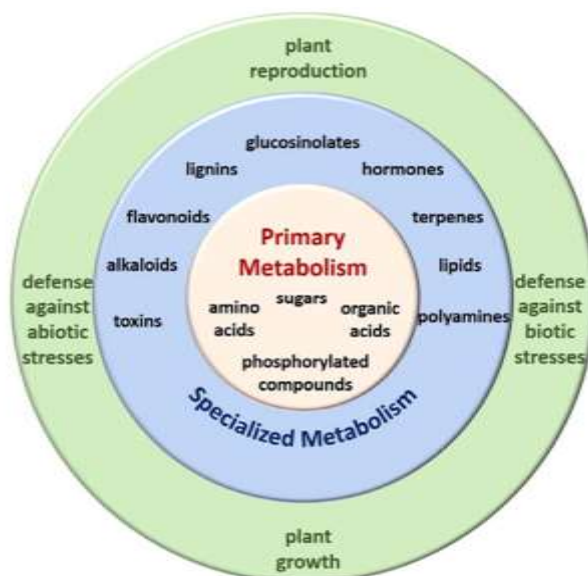 plant
reproduction
glucosinolates
lignins
hormones
flavonoids
terpenes
alkaloids
lipids
toxins
polyamines
Primary
Metabolism
sugars
amino
acids
organic
acids
phosphorylated
compounds
defense
against
abiotic
stresses
defense
against
biotic
stresses
Specialized Metabolism
plant
growth